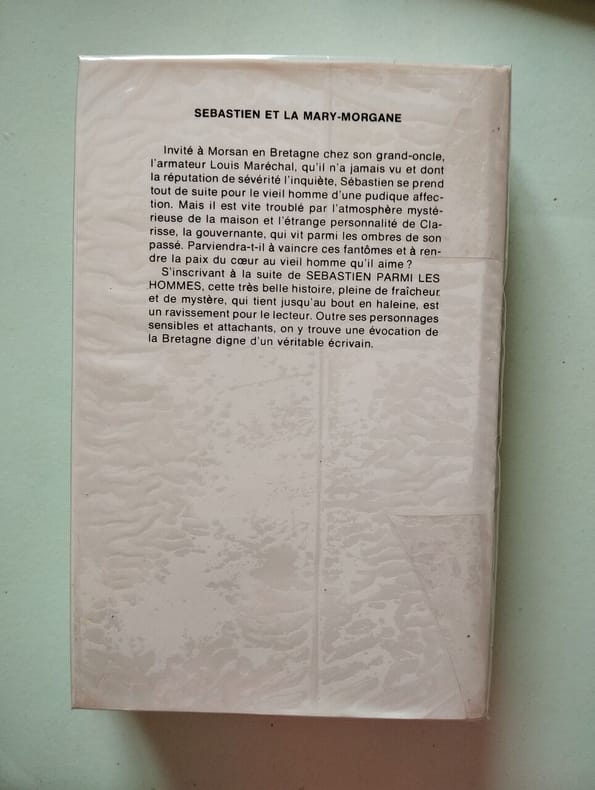 SEBASTIEN ET LA MARY-MORGANE
Invité à Morsan en Bretagne chez son grand-oncle,
l'armateur Louis Maréchal, qu'il n'a jamais vu et dont
la réputation de sévérité l'inquiète, Sébastien se prend
tout de suite pour le vieil homme d'une pudique affec-
tion. Mais il est vite troublé par l'atmosphère mysté-
rieuse de la maison et l'étrange personnalité de Cla-
risse, la gouvernante, qui vit parmi les ombres de son
passé. Parviendra-t-il à vaincre ces fantômes et à ren-
dre la paix du cœur au vieil homme qu'il aime ?
S'inscrivant à la suite de SEBASTIEN PARMI LES
HOMMES, cette très belle histoire, pleine de fraîcheur
et de mystère, qui tient jusqu'au bout en haleine, est
un ravissement pour le lecteur. Outre ses personnages
sensibles et attachants, on y trouve une évocation de
la Bretagne digne d'un véritable écrivain.